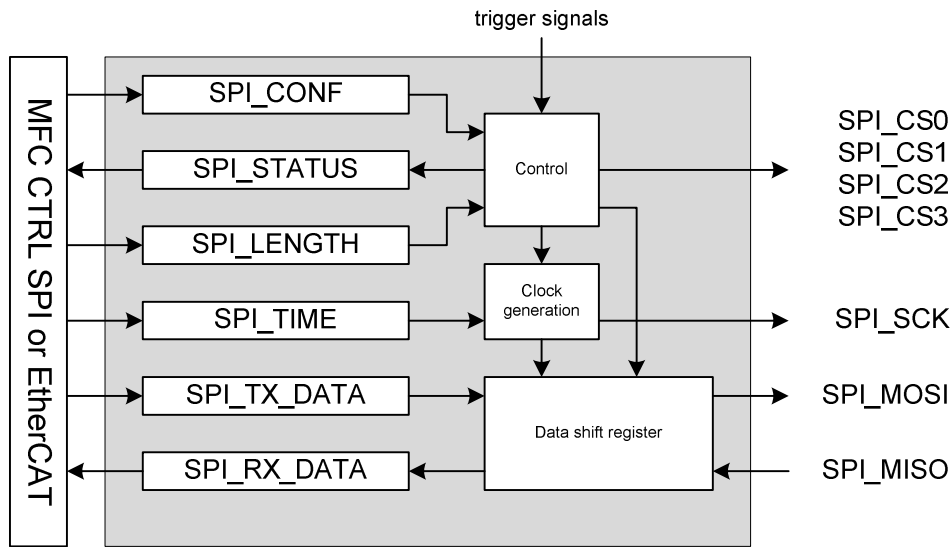 trigger signals
MFC CTRL SPI or EtherCAT
SPI_CONF
SPI_STATUS
SPI_LENGTH
SPI_TIME
SPI_TX_DATA
SPI_RX_DATA
Control
Clock
generation
Data shift register
SPI_CS0
SPI_CS1
SPI_CS2
SPI_CS3
SPI_SCK
SPI_MOSI
SPI_MISO